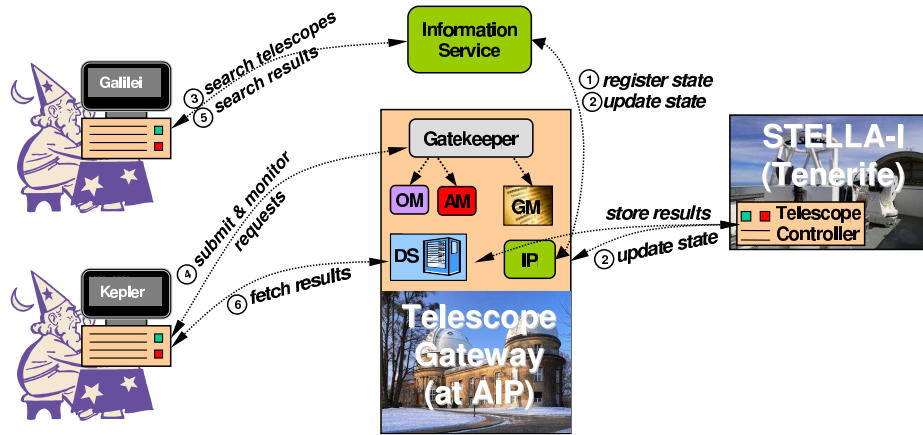 Information
Service
Galilei
③ search telescopes
⑤ search results
① register state
② update state
Gatekeeper
OM
AM
GM
STELLA-I
(Tenerife)
Telescope
Controller
④ submit & monitor
requests
store results
② update state
DS
IP
Kepler
⑥ fetch results
Telescope
Gateway
(at AIP)